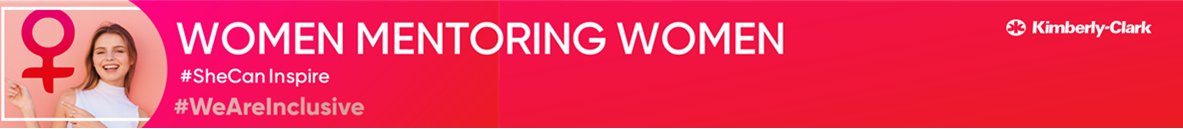 WOMEN MENTORING WOMEN
#SheCan Inspire
#WeAreInclusive
Kimberly-Clark